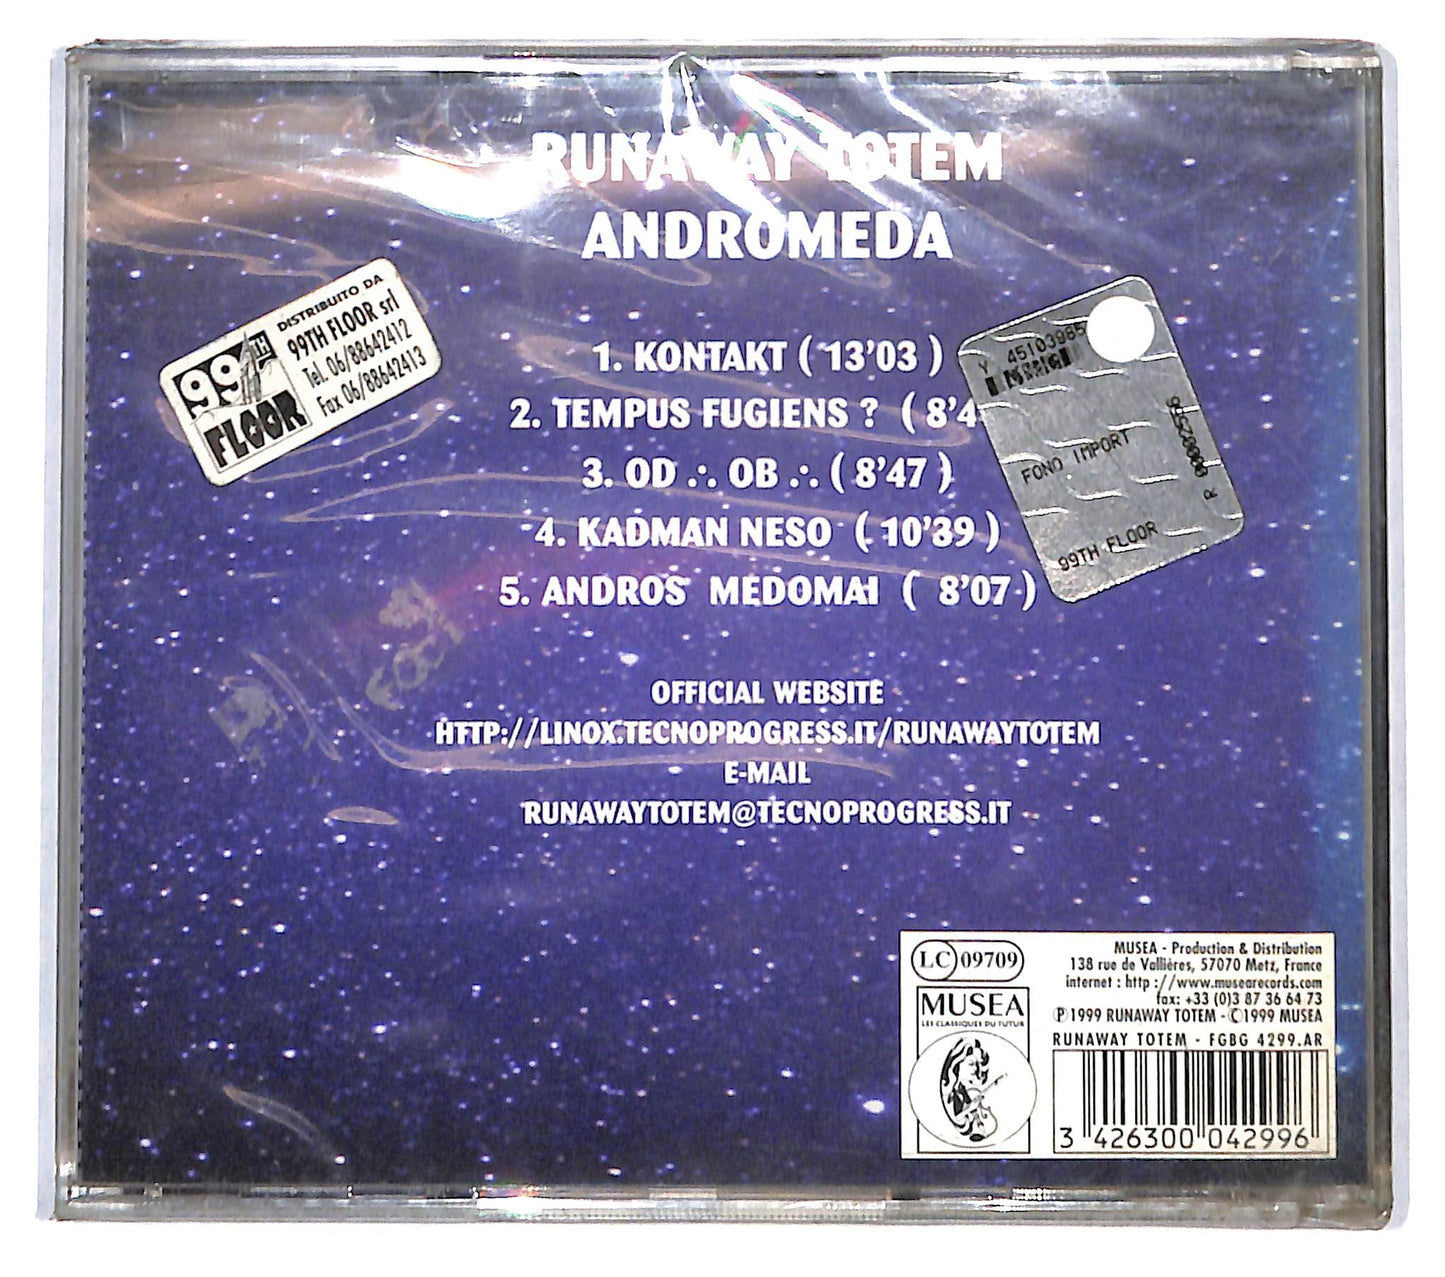 RUNAWAY TOTEM
ANDROMEDA
DISTRIBUITO DA
99TH FLOOR srl
Tel. 06/88642412
Fax 06/88642413
99TH
FLOOR
1. KONTAKT ( 13'03 )
2. TEMPUS FUGIENS ? ( 8'4
3. OD ∴ OB ∴ ( 8'47 )
4. KADMAN NESO ( 10'39 )
5. ANDROS MEDOMAI ( 8'07 )
Y 45103985
FONO IMPORT
99TH FLOOR
OFFICIAL WEBSITE
HTTP://LINOX.TECNOPROGRESS.IT/RUNAWAYTOTEM
E-MAIL
RUNAWAYTOTEM@TECNOPROGRESS.IT
LC 09709
MUSEA
LES CLASSIQUES DU FUTUR
MUSEA - Production & Distribution
138 rue de Vallières, 57070 Metz, France
internet : http ://www.musearecords.com
fax: +33 (0)3 87 36 64 73
℗1999 RUNAWAY TOTEM - ©1999 MUSEA
RUNAWAY TOTEM - FGBG 4299.AR
3 426300 042996